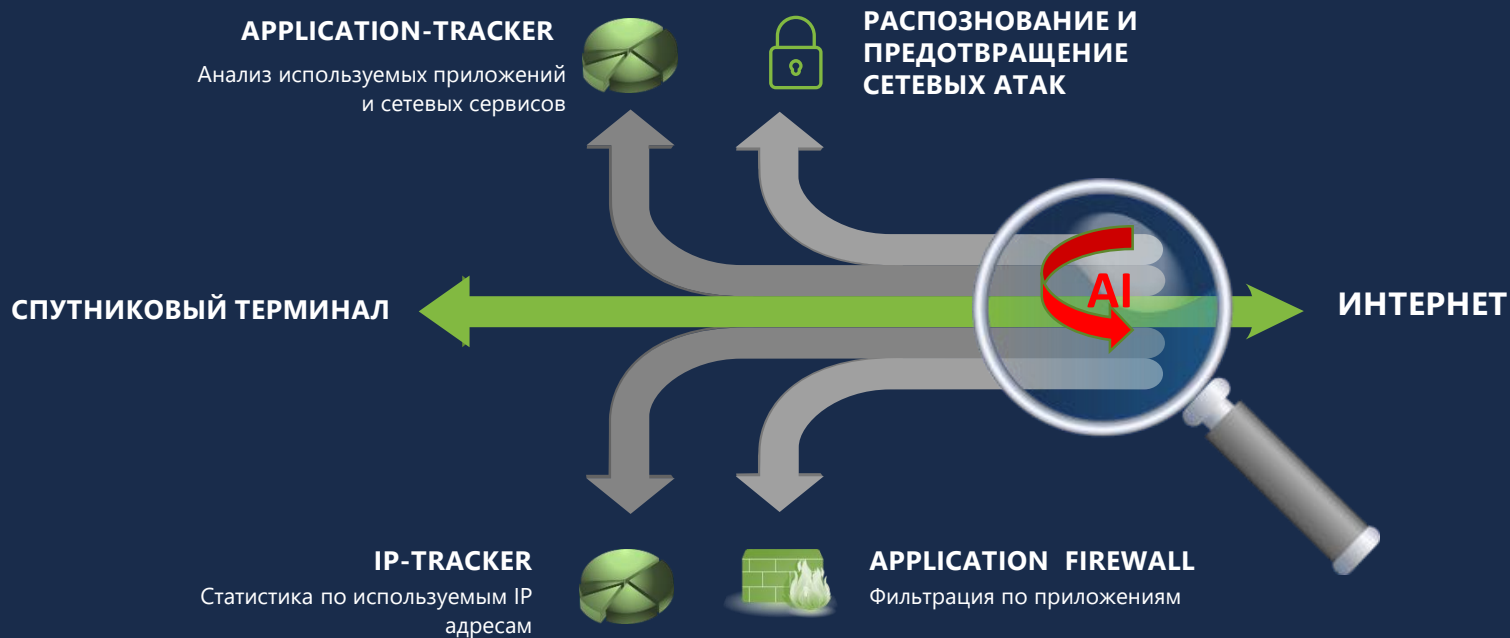 APPLICATION-TRACKER
Анализ используемых приложений
и сетевых сервисов
РАСПОЗНОВАНИЕ И
ПРЕДОТВРАЩЕНИЕ
СЕТЕВЫХ АТАК
СПУТНИКОВЫЙ ТЕРМИНАЛ
AI
ИНТЕРНЕТ
IP-TRACKER
Статистика по используемым IP
адресам
APPLICATION FIREWALL
Фильтрация по приложениям